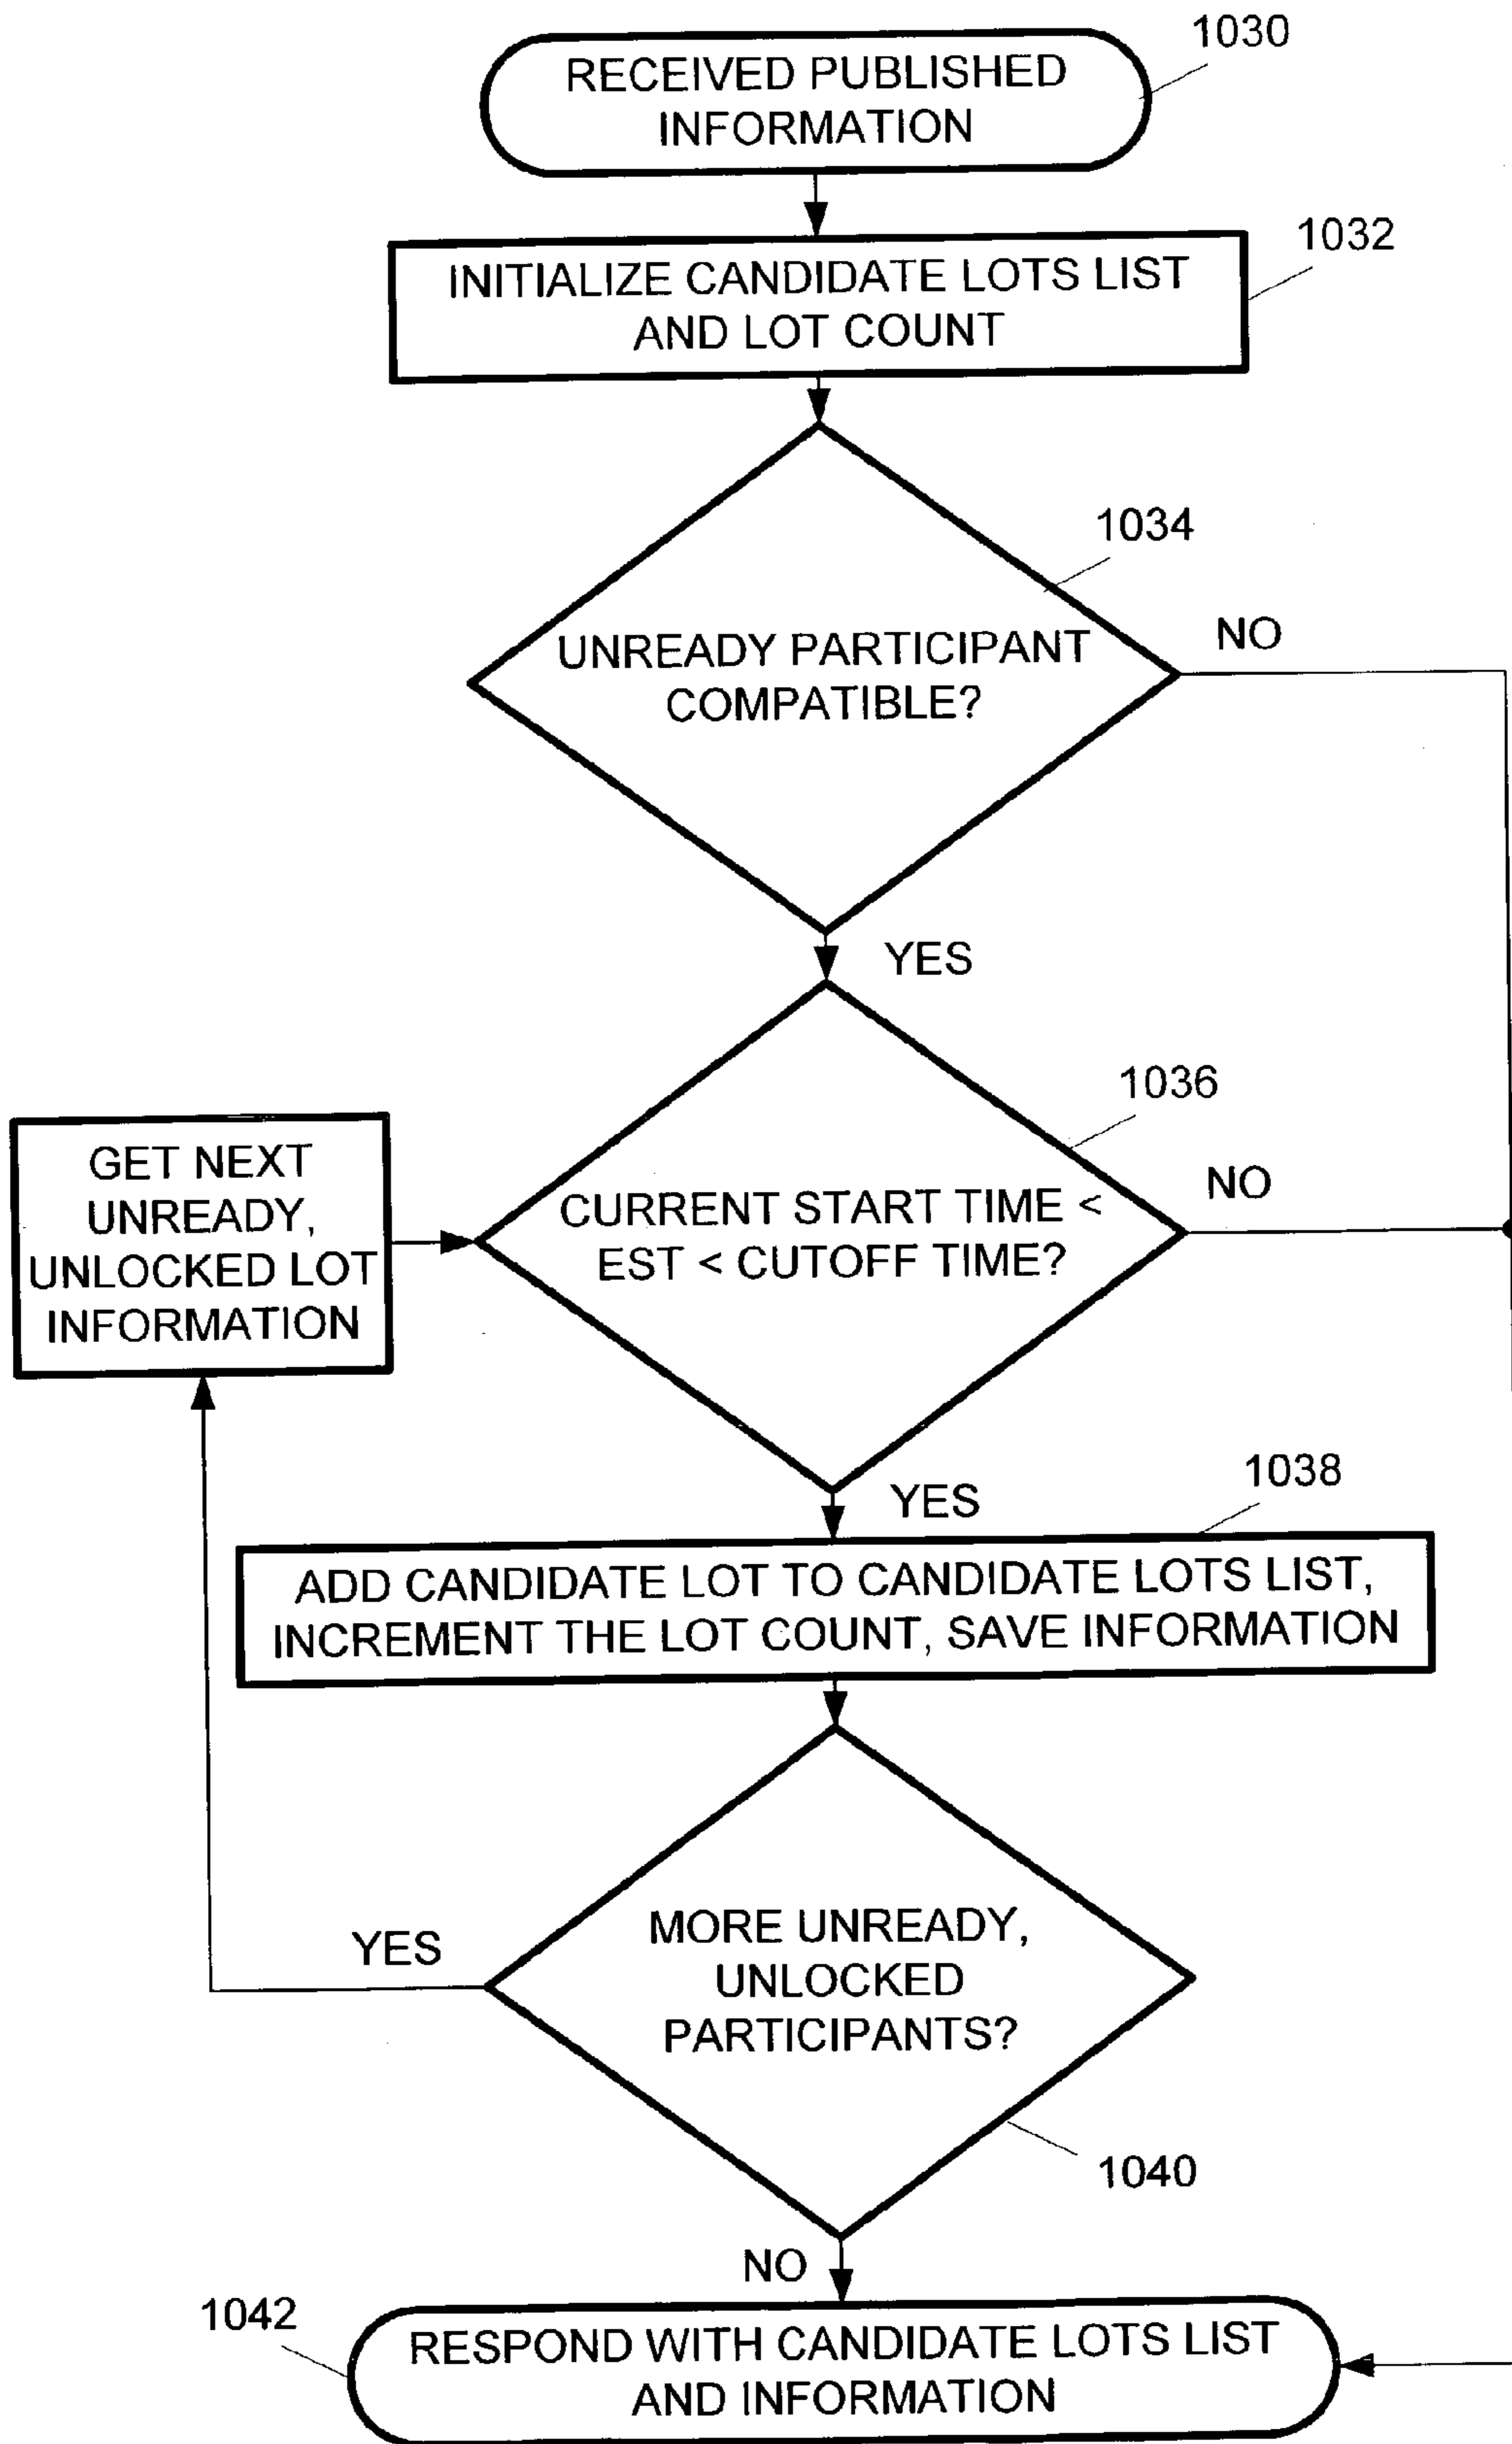 1030
RECEIVED PUBLISHED
INFORMATION
1032
INITIALIZE CANDIDATE LOTS LIST
AND LOT COUNT
1034
UNREADY PARTICIPANT
COMPATIBLE?
NO
YES
1036
GET NEXT
UNREADY,
UNLOCKED LOT
INFORMATION
CURRENT START TIME <
EST < CUTOFF TIME?
NO
YES
1038
ADD CANDIDATE LOT TO CANDIDATE LOTS LIST,
INCREMENT THE LOT COUNT, SAVE INFORMATION
MORE UNREADY,
UNLOCKED
PARTICIPANTS?
YES
1040
NO
1042
RESPOND WITH CANDIDATE LOTS LIST
AND INFORMATION